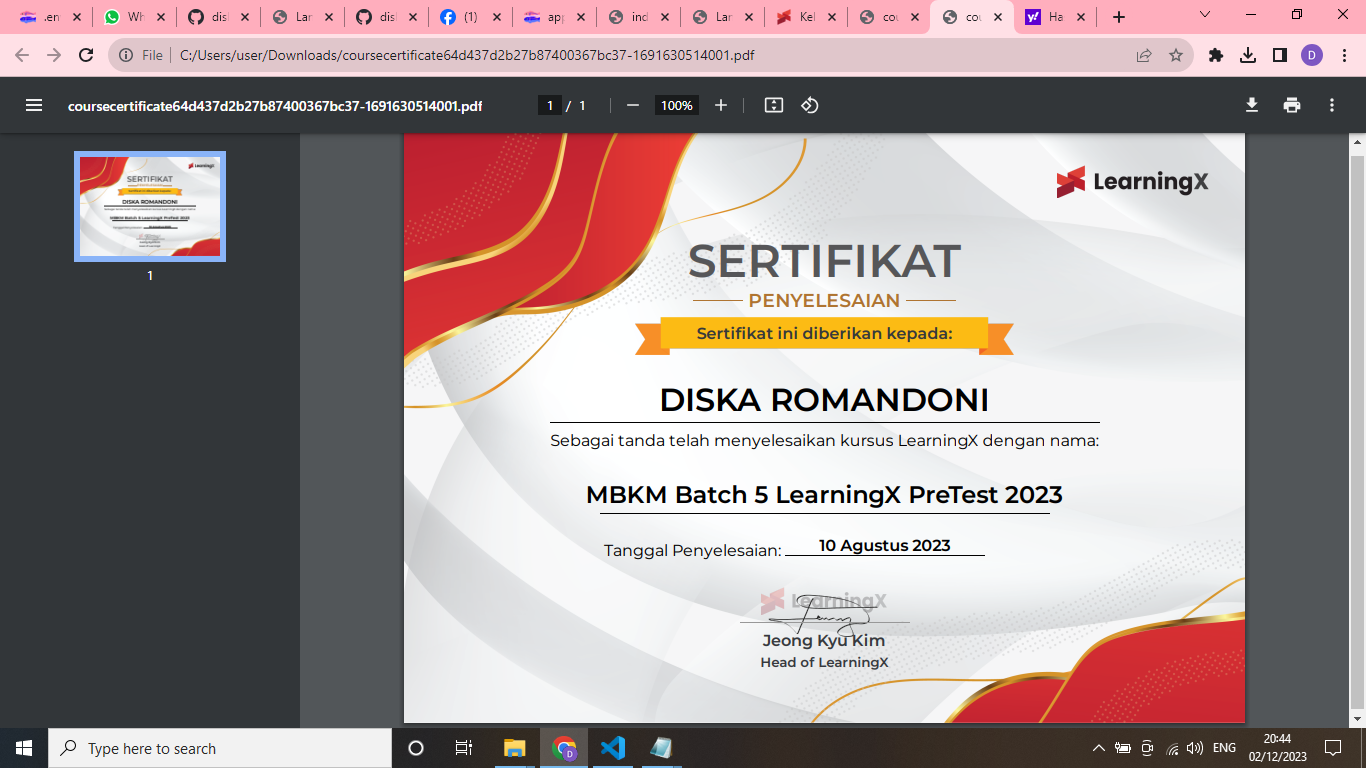 .en
Wh
dis
Lar
dis
(1)
app
ind
Lar
Kel
cou
cou
Ha
File
C:/Users/user/Downloads/coursecertificate64d437d2b27b87400367bc37-1691630514001.pdf
D
coursecertificate64d437d2b27b87400367bc37-1691630514001.pdf
1 / 1
100%
1
LearningX
SERTIFIKAT
PENYELESAIAN
Sertifikat ini diberikan kepada:
DISKA ROMANDONI
Sebagai tanda telah menyelesaikan kursus LearningX dengan nama:
MBKM Batch 5 LearningX PreTest 2023
Tanggal Penyelesaian: 10 Agustus 2023
LearningX
Jeong Kyu Kim
Head of LearningX
Type here to search
D
ENG
20:44
02/12/2023